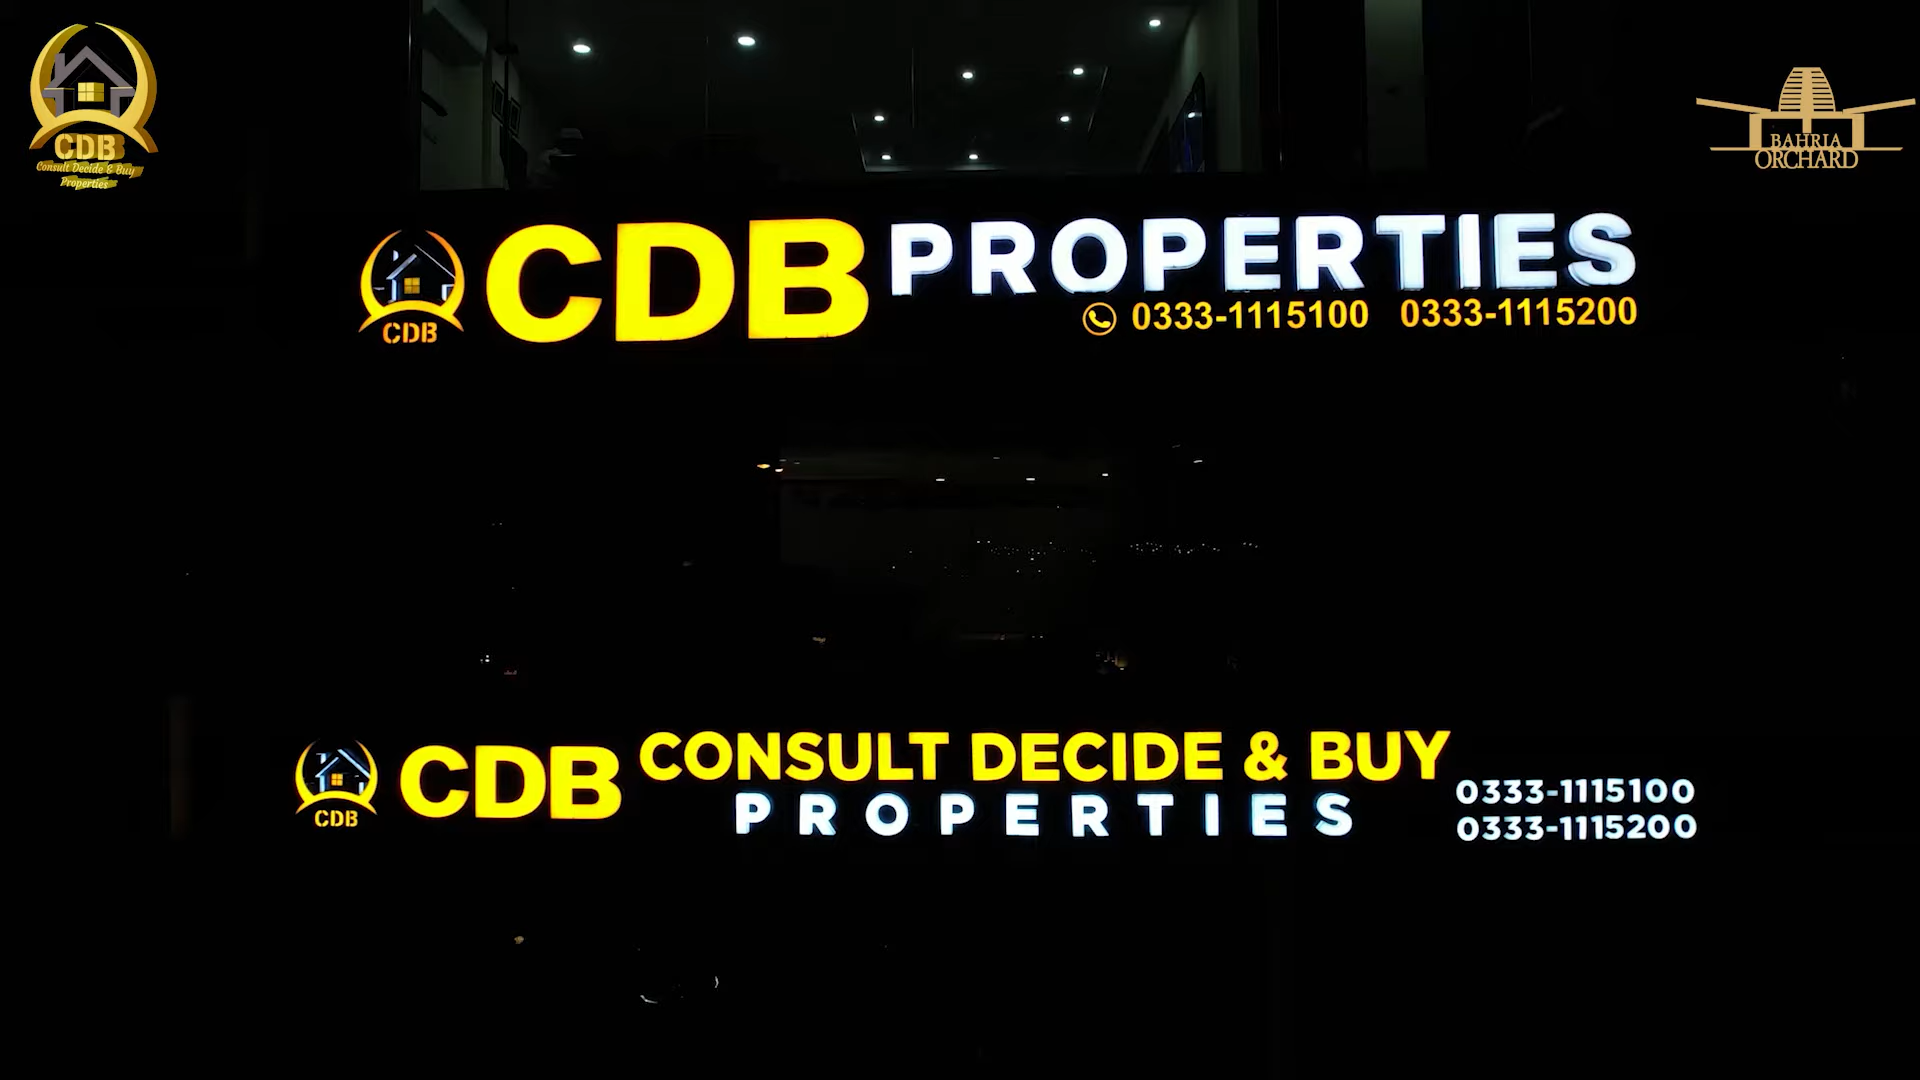 CDB
Consult Decide & Buy
Properties
BAHRIA
ORCHARD
CDB
CDB PROPERTIES
0333-1115100 0333-1115200
CDB
CDB CONSULT DECIDE & BUY
PROPERTIES
0333-1115100
0333-1115200